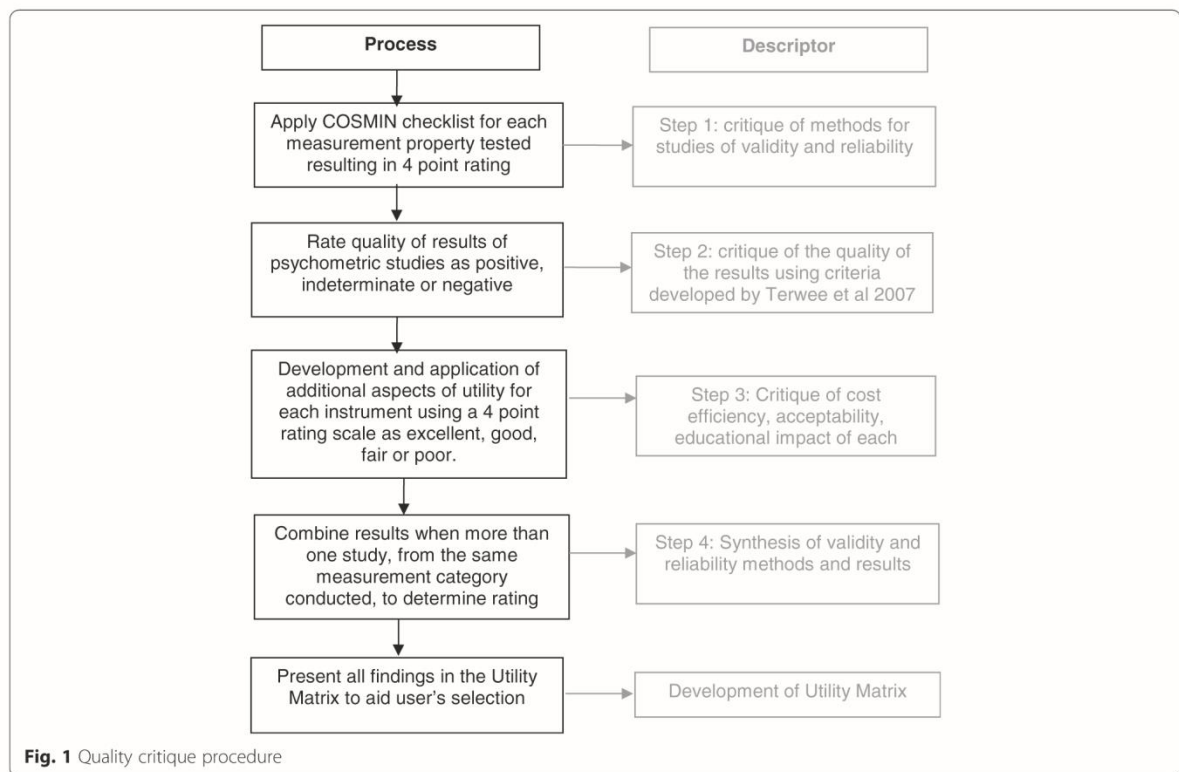 Process
Descriptor
Apply COSMIN checklist for each
measurement property tested
resulting in 4 point rating
Step 1: critique of methods for
studies of validity and reliability
Rate quality of results of
psychometric studies as positive,
indeterminate or negative
Step 2: critique of the quality of
the results using criteria
developed by Terwee et al 2007
Development and application of
additional aspects of utility for
each instrument using a 4 point
rating scale as excellent, good,
fair or poor.
Step 3: Critique of cost
efficiency, acceptability,
educational impact of each
Combine results when more than
one study, from the same
measurement category
conducted, to determine rating
Step 4: Synthesis of validity and
reliability methods and results
Present all findings in the Utility
Matrix to aid user's selection
Development of Utility Matrix
Fig. 1 Quality critique procedure